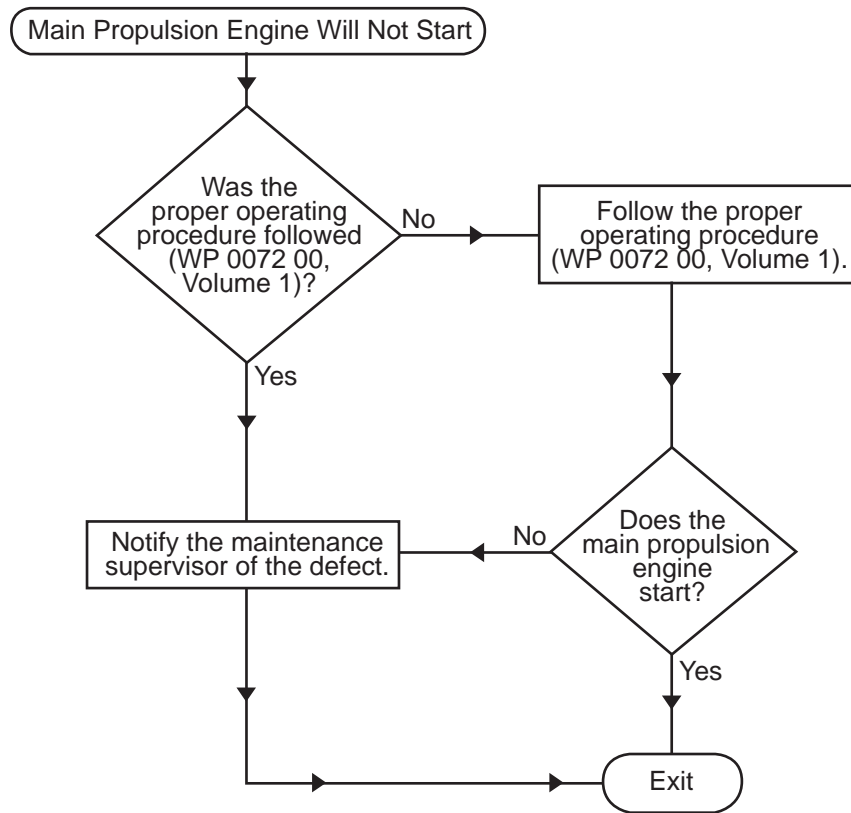 Main Propulsion Engine Will Not Start
Was the
proper operating
procedure followed
(WP 0072 00,
Volume 1)?
No
Follow the proper
operating procedure
(WP 0072 00, Volume 1).
Yes
Does the
main propulsion
engine
start?
No
Notify the maintenance
supervisor of the defect.
Yes
Exit